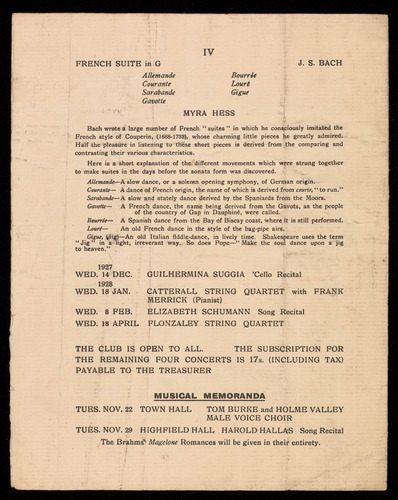 IV
FRENCH SUITE in G J. S. BACH
Allemande Bourrée
Courante Louré
Sarabande Gigue
Gavotte
MYRA HESS
Bach wrote a large number of French "suites" in which he consciously imitated the
French style of Couperin, (1668-1733), whose charming little pieces he greatly admired.
Half the pleasure in listening to these short pieces is derived from the comparing and
contrasting their various characteristics.
Here is a short explanation of the different movements which were strung together
to make suites in the days before the sonata form was discovered.
Allemande—A slow dance, or a solemn opening symphony, of German origin.
Courante—A dance of French origin, the name of which is derived from courir, "to run."
Sarabande—A slow and stately dance derived by the Spaniards from the Moors.
Gavotte— A French dance, the name being derived from the Gavots, as the people
of the country of Gap in Dauphiné, were called.
Bourrée— A Spanish dance from the Bay of Biscay coast, where it is still performed.
Louré— An old French dance in the style of the bag-pipe airs.
Gigue, (Jig)—An old Italian fiddle-dance, in lively time. Shakespeare uses the term
"Jig" in a light, irreverant way. So does Pope—"Make the soul dance upon a jig
to heaven."
1927
WED. 14 DEC. GUILHERMINA SUGGIA 'Cello Recital
1928
WED. 18 JAN. CATTERALL STRING QUARTET with FRANK
MERRICK (Pianist)
WED. 8 FEB. ELIZABETH SCHUMANN Song Recital
WED. 18 APRIL FLONZALEY STRING QUARTET
THE CLUB IS OPEN TO ALL. THE SUBSCRIPTION FOR
THE REMAINING FOUR CONCERTS IS 17s. (INCLUDING TAX)
PAYABLE TO THE TREASURER
MUSICAL MEMORANDA
TUES. NOV. 22 TOWN HALL TOM BURKE and HOLME VALLEY
MALE VOICE CHOIR
TUES. NOV. 29 HIGHFIELD HALL HAROLD HALLAS Song Recital
The Brahms' Magelone Romances will be given in their entirety.